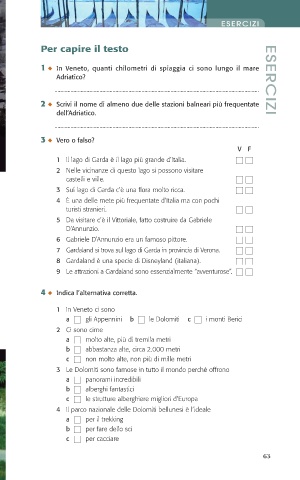 ESERCIZI
Per capire il testo
ESERCIZI
1 ◆ In Veneto, quanti chilometri di spiaggia ci sono lungo il mare
Adriatico?
2 ◆ Scrivi il nome di almeno due delle stazioni balneari più frequentate
dell'Adriatico.
3 ◆ Vero o falso?
V F
1 Il lago di Garda è il lago più grande d'Italia.
2 Nelle vicinanze di questo lago si possono visitare
castelli e ville.
3 Sul lago di Garda c'è una flora molto ricca.
4 È una delle mete più frequentate d'Italia ma con pochi
turisti stranieri.
5 Da visitare c'è il Vittoriale, fatto costruire da Gabriele
D'Annunzio.
6 Gabriele D'Annunzio era un famoso pittore.
7 Gardaland si trova sul lago di Garda in provincia di Verona.
8 Gardaland è una specie di Disneyland (italiana).
9 Le attrazioni a Gardaland sono essenzialmente "avventurose".
4 ◆ Indica l'alternativa corretta.
1 In Veneto ci sono
a gli Appennini b le Dolomiti c i monti Berici
2 Ci sono cime
a molto alte, più di tremila metri
b abbastanza alte, circa 2.000 metri
c non molto alte, non più di mille metri
3 Le Dolomiti sono famose in tutto il mondo perché offrono
a panorami incredibili
b alberghi fantastici
c le strutture alberghiere migliori d'Europa
4 Il parco nazionale delle Dolomiti bellunesi è l'ideale
a per il trekking
b per fare dello sci
c per cacciare
63